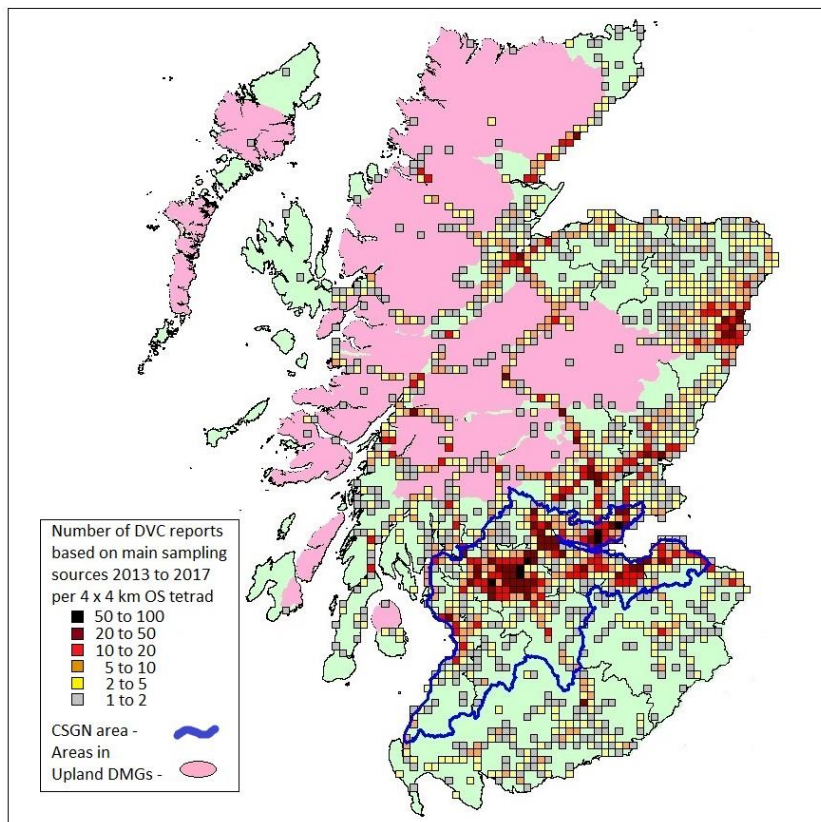 Number of DVC reports
based on main sampling
sources 2013 to 2017
per 4 x 4 km OS tetrad
50 to 100
20 to 50
10 to 20
5 to 10
2 to 5
1 to 2
CSGN area -
Areas in
Upland DMGs -